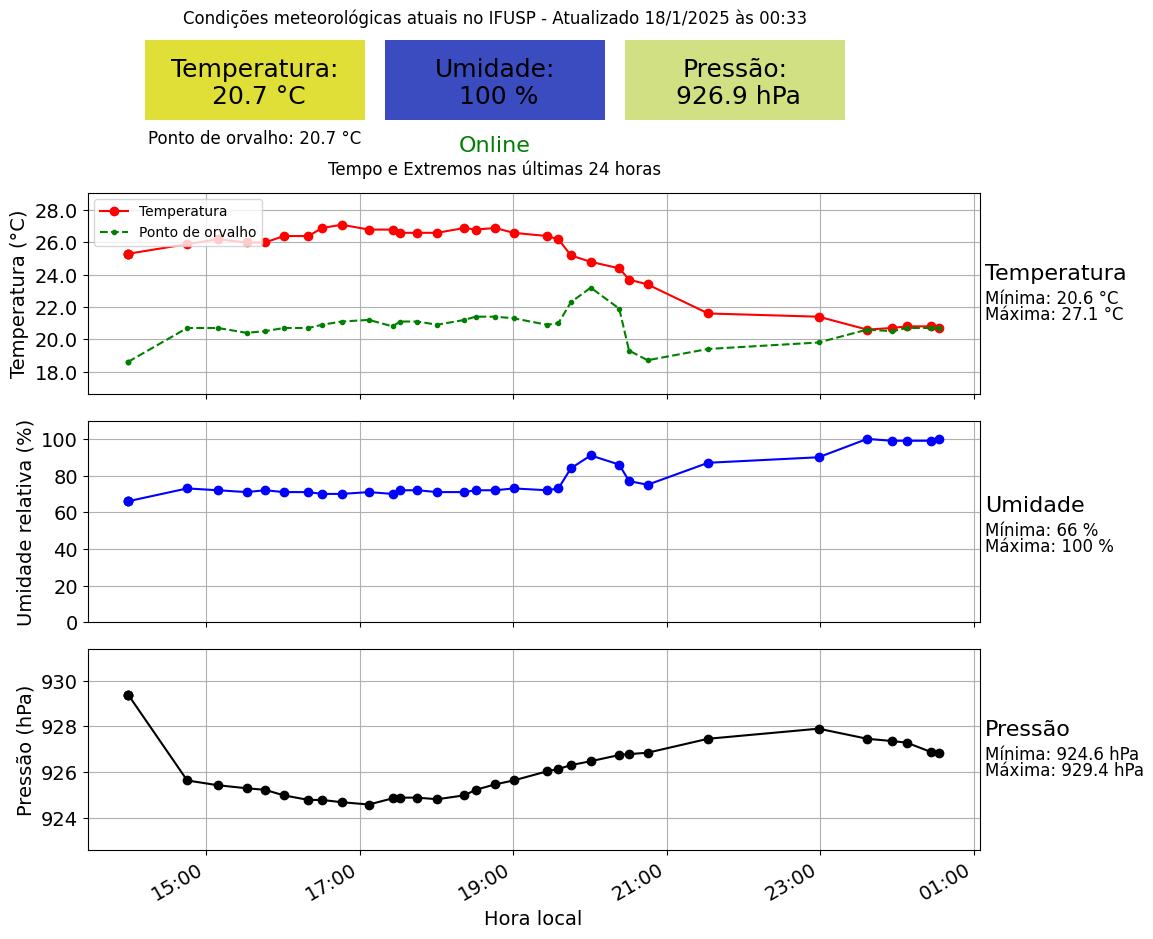 Condições meteorológicas atuais no IFUSP - Atualizado 18/1/2025 às 00:33
Temperatura:
20.7 °C
Umidade:
100 %
Pressão:
926.9 hPa
Ponto de orvalho: 20.7 °C
Online
Tempo e Extremos nas últimas 24 horas
Temperatura (°C)
28.0
26.0
24.0
22.0
20.0
18.0
Temperatura
Ponto de orvalho
Temperatura
Mínima: 20.6 °C
Máxima: 27.1 °C
Umidade relativa (%)
100
80
60
40
20
0
Umidade
Mínima: 66 %
Máxima: 100 %
Pressão (hPa)
930
928
926
924
Pressão
Mínima: 924.6 hPa
Máxima: 929.4 hPa
15:00
17:00
19:00
21:00
23:00
01:00
Hora local